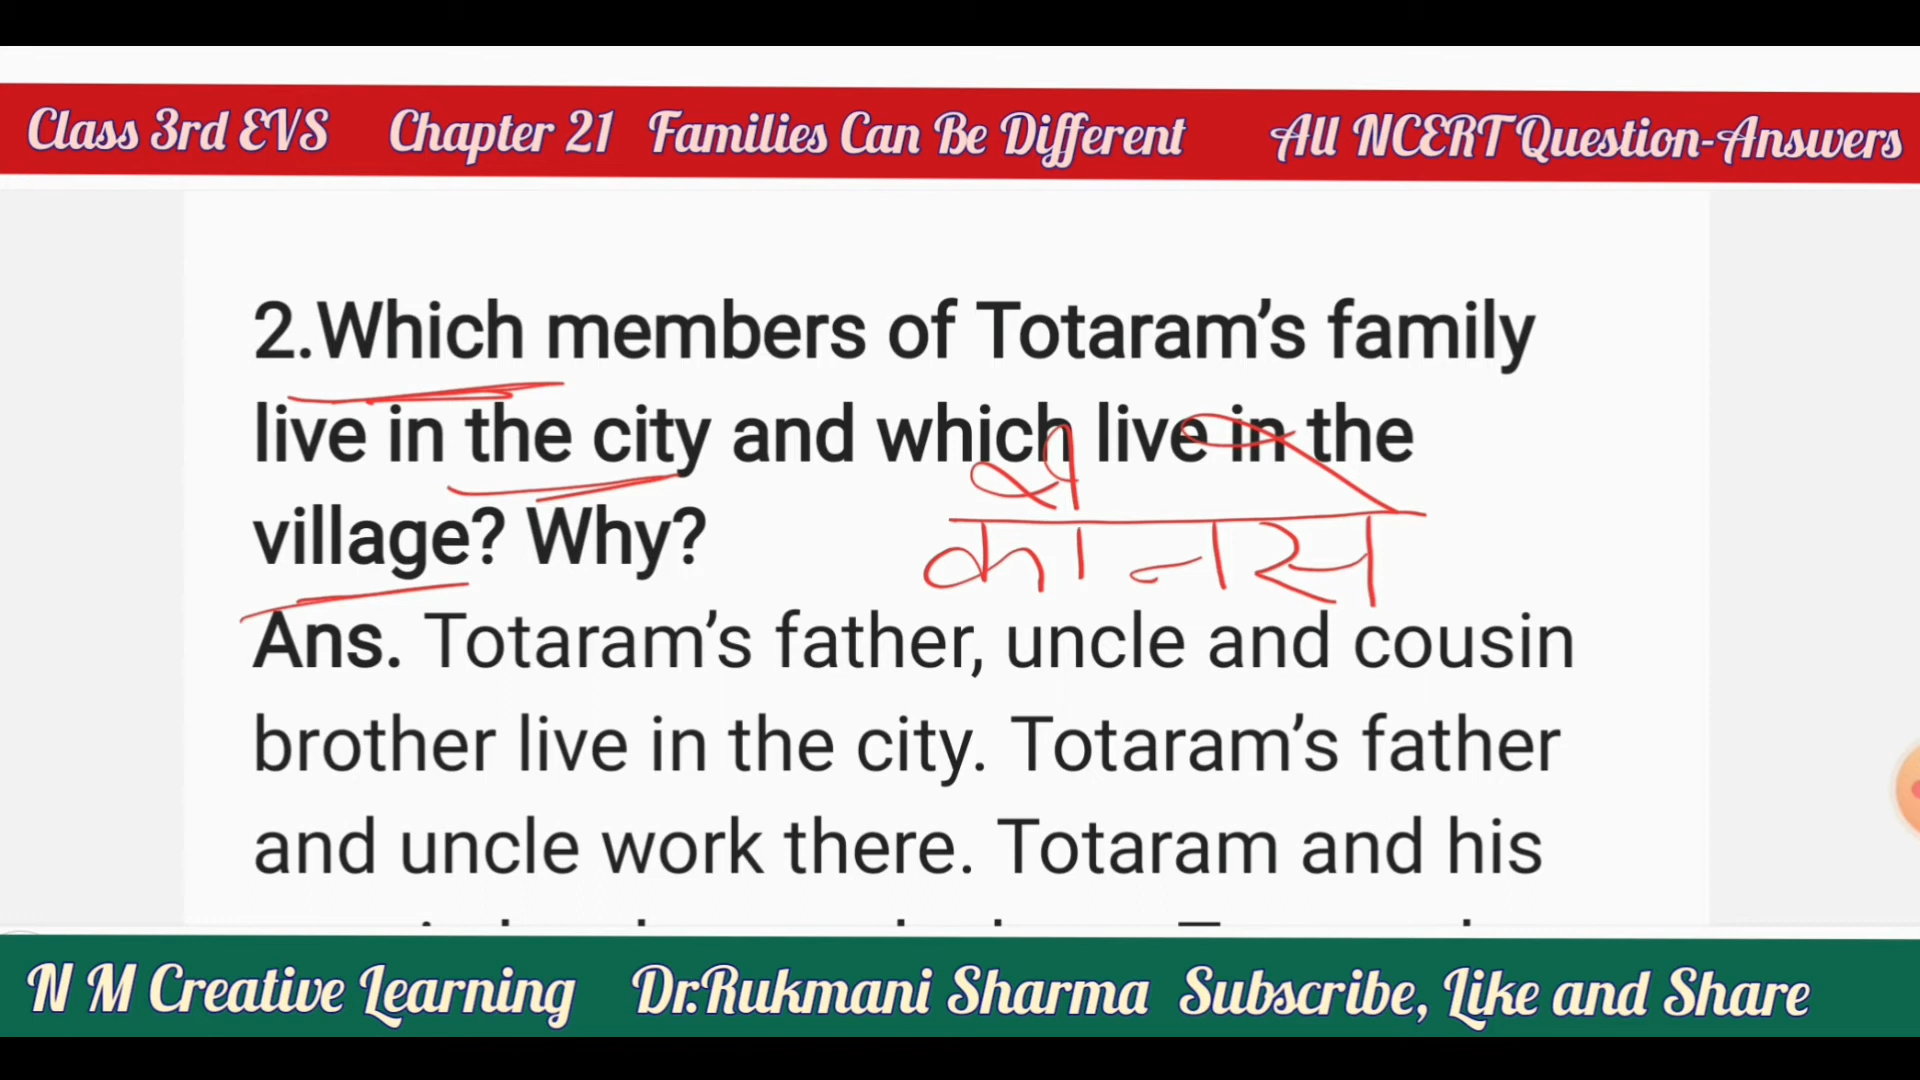 Class 3rd EVS Chapter 21 Families Can Be Different All NCERT Question-Answers
2.Which members of Totaram’s family
live in the city and which live in the
village? Why?
कौन से
Ans. Totaram’s father, uncle and cousin
brother live in the city. Totaram’s father
and uncle work there. Totaram and his
N M Creative Learning Dr.Rukmani Sharma Subscribe, Like and Share